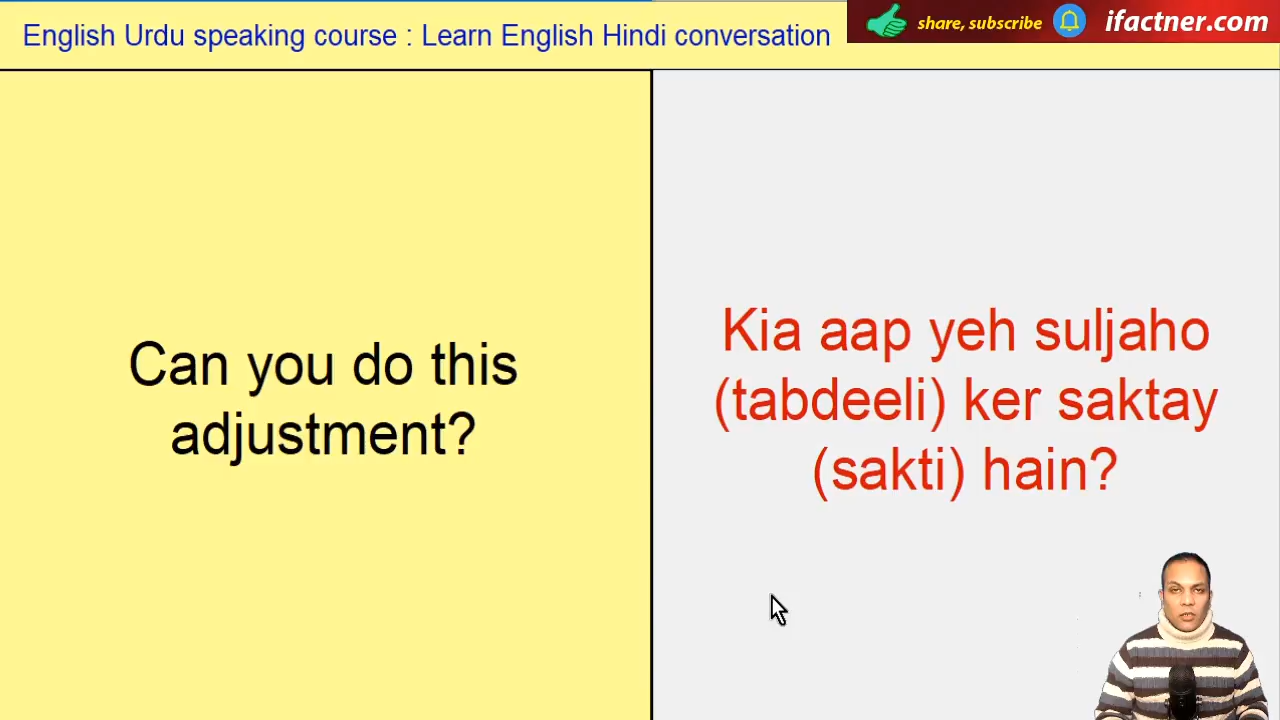 English Urdu speaking course : Learn English Hindi conversation
share, subscribe
ifactner.com
Can you do this
adjustment?
Kia aap yeh suljaho
(tabdeeli) ker saktay
(sakti) hain?